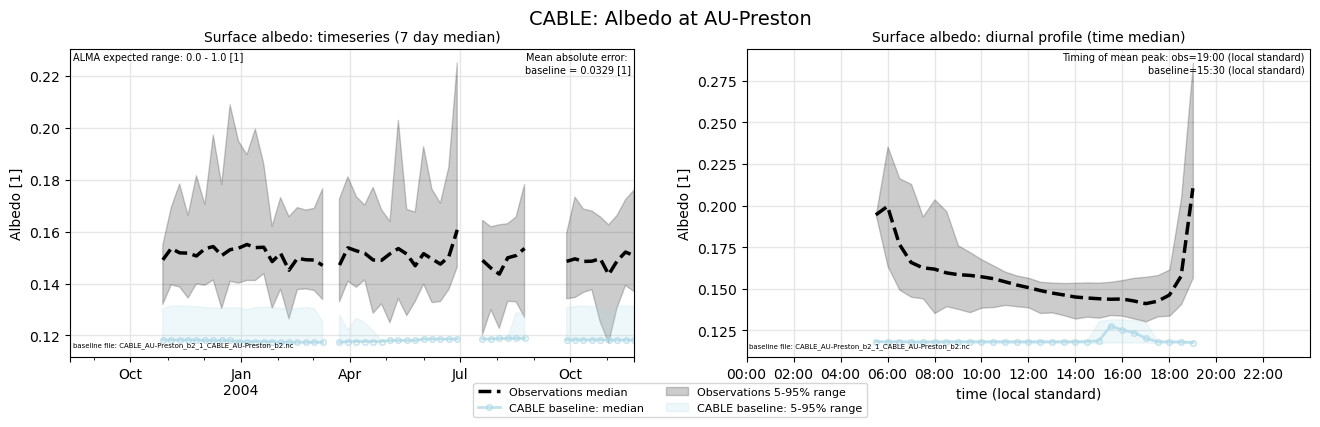 CABLE: Albedo at AU-Preston
Surface albedo: timeseries (7 day median)
ALMA expected range: 0.0 - 1.0 [1]
Mean absolute error:
baseline = 0.0329 [1]
Albedo [1]
0.22
0.20
0.18
0.16
0.14
0.12
baseline file: CABLE_AU-Preston_b2_1_CABLE_AU-Preston_b2.nc
Oct Jan Apr Jul Oct
2004
Surface albedo: diurnal profile (time median)
Timing of mean peak: obs=19:00 (local standard)
baseline=15:30 (local standard)
Albedo [1]
0.275
0.250
0.225
0.200
0.175
0.150
0.125
baseline file: CABLE_AU-Preston_b2_1_CABLE_AU-Preston_b2.nc
00:00 02:00 04:00 06:00 08:00 10:00 12:00 14:00 16:00 18:00 20:00 22:00
time (local standard)
Observations median
CABLE baseline: median
Observations 5-95% range
CABLE baseline: 5-95% range